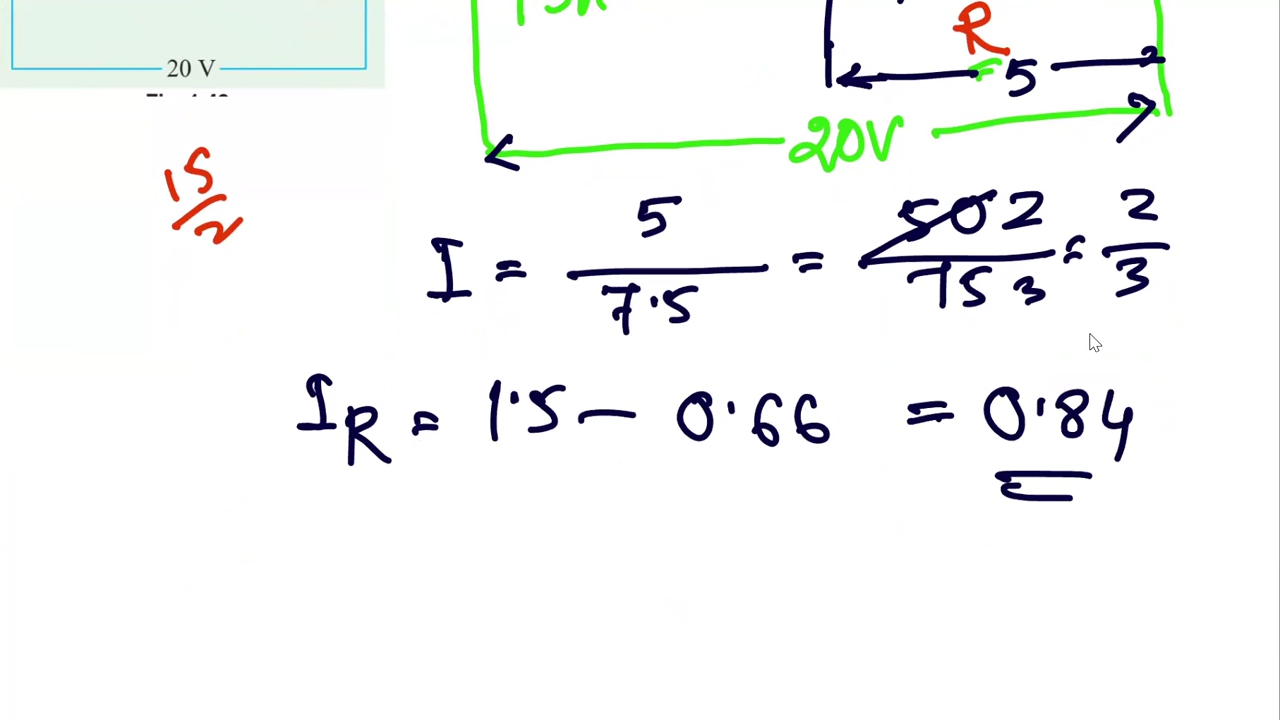 R
= 5
20 V
20V
15/2
I = 5/7.5 = 50 2/75 3 = 2/3
I_R = 1.5 - 0.66 = 0.84